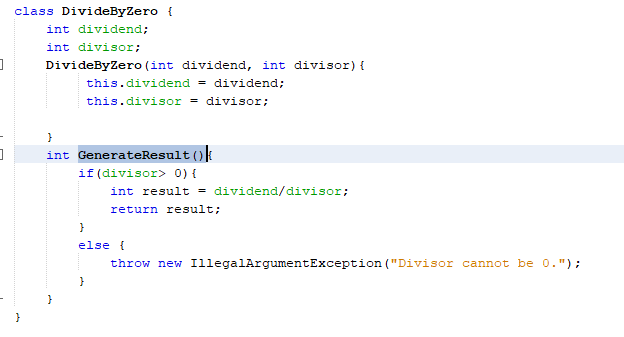 class DivideByZero {
    int dividend;
    int divisor;
    DivideByZero(int dividend, int divisor){
         this.dividend = dividend;
         this.divisor = divisor;
    }
    int GenerateResult(){
        if(divisor> 0){
            int result = dividend/divisor;
            return result;
        }
        else {
            throw new IllegalArgumentException("Divisor cannot be 0.");
        }
    }
}